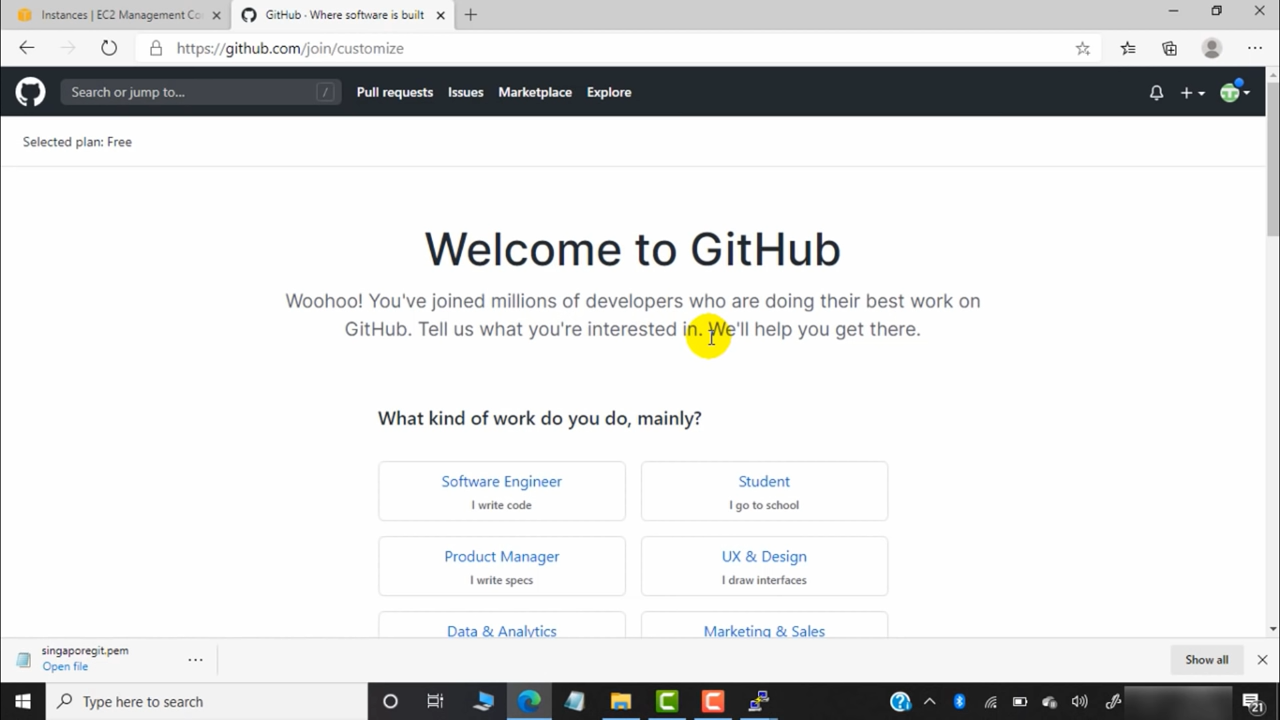 Instances | EC2 Management Co
GitHub - Where software is built
https://github.com/join/customize
Search or jump to...
/
Pull requests
Issues
Marketplace
Explore
Selected plan: Free
Welcome to GitHub
Woohoo! You've joined millions of developers who are doing their best work on
GitHub. Tell us what you're interested in. We'll help you get there.
What kind of work do you do, mainly?
Software Engineer
I write code
Student
I go to school
Product Manager
I write specs
UX & Design
I draw interfaces
Data & Analytics
Marketing & Sales
singaporegit.pem
Open file
Show all
Type here to search
21